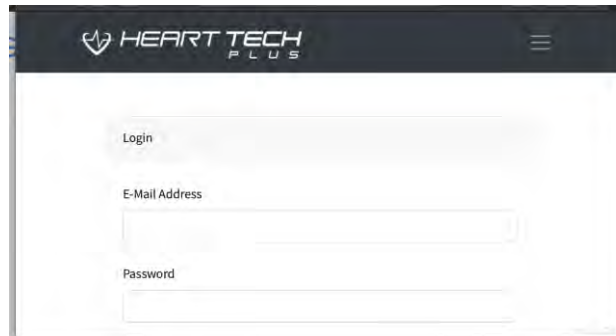 HEART TECH
PLUS
Login
E-Mail Address
Password